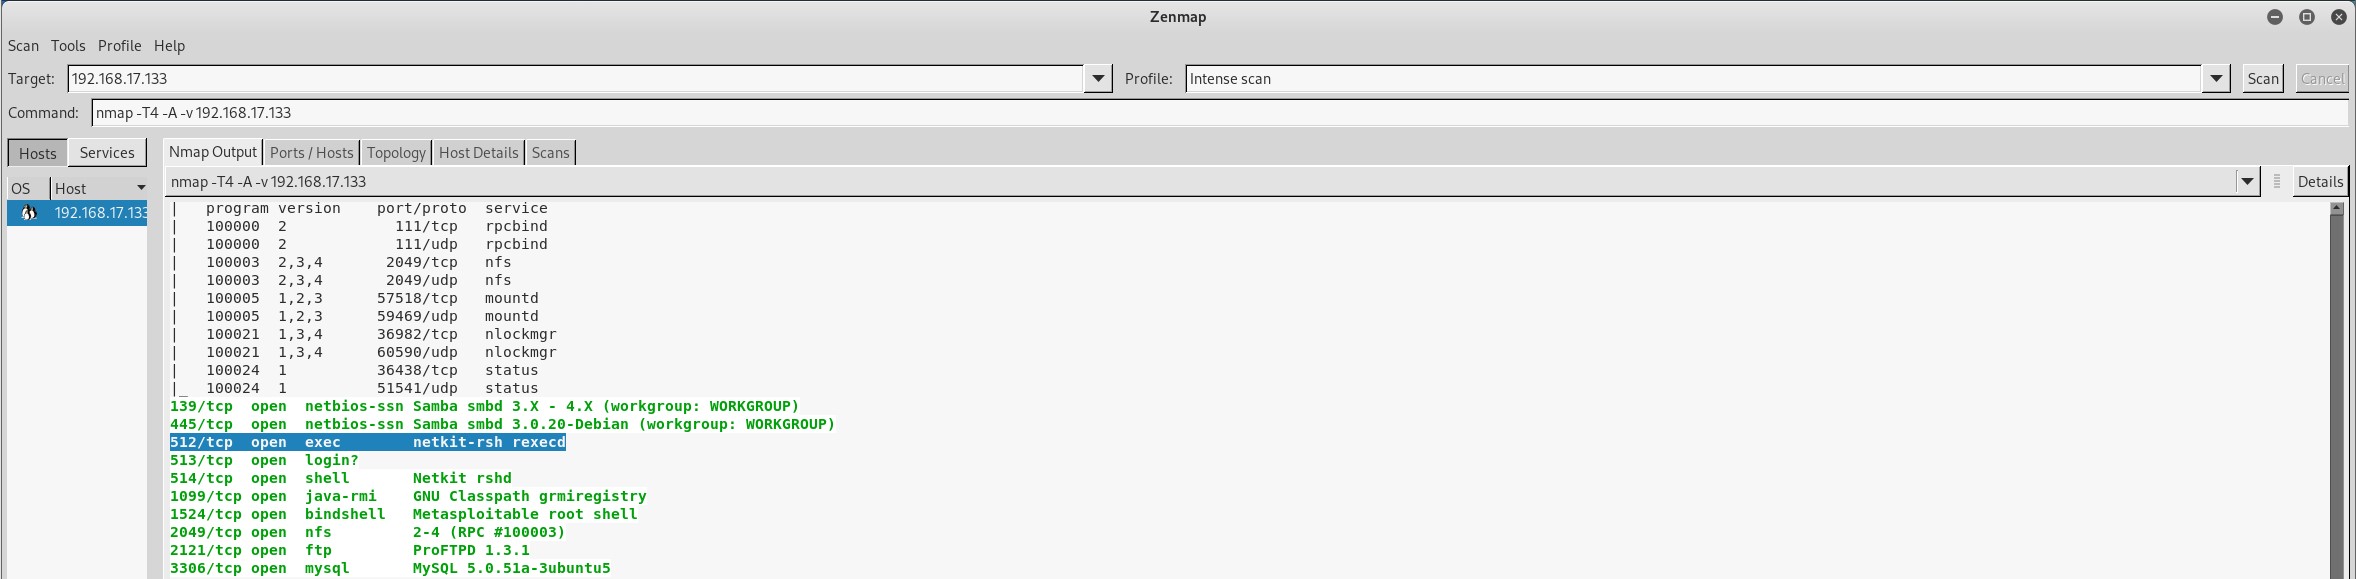 Zenmap
Scan Tools Profile Help
Target: 192.168.17.133 Profile: Intense scan Scan Cancel
Command: nmap -T4 -A -v 192.168.17.133
Hosts Services Nmap Output Ports / Hosts Topology Host Details Scans
OS Host nmap -T4 -A -v 192.168.17.133 Details
192.168.17.133
|   program version    port/proto  service
|   100000  2            111/tcp   rpcbind
|   100000  2            111/udp   rpcbind
|   100003  2,3,4       2049/tcp   nfs
|   100003  2,3,4       2049/udp   nfs
|   100005  1,2,3      57518/tcp   mountd
|   100005  1,2,3      59469/udp   mountd
|   100021  1,3,4      36982/tcp   nlockmgr
|   100021  1,3,4      60590/udp   nlockmgr
|   100024  1          36438/tcp   status
|_  100024  1          51541/udp   status
139/tcp  open  netbios-ssn Samba smbd 3.X - 4.X (workgroup: WORKGROUP)
445/tcp  open  netbios-ssn Samba smbd 3.0.20-Debian (workgroup: WORKGROUP)
512/tcp  open  exec        netkit-rsh rexecd
513/tcp  open  login?
514/tcp  open  shell       Netkit rshd
1099/tcp open  java-rmi    GNU Classpath grmiregistry
1524/tcp open  bindshell   Metasploitable root shell
2049/tcp open  nfs         2-4 (RPC #100003)
2121/tcp open  ftp         ProFTPD 1.3.1
3306/tcp open  mysql       MySQL 5.0.51a-3ubuntu5